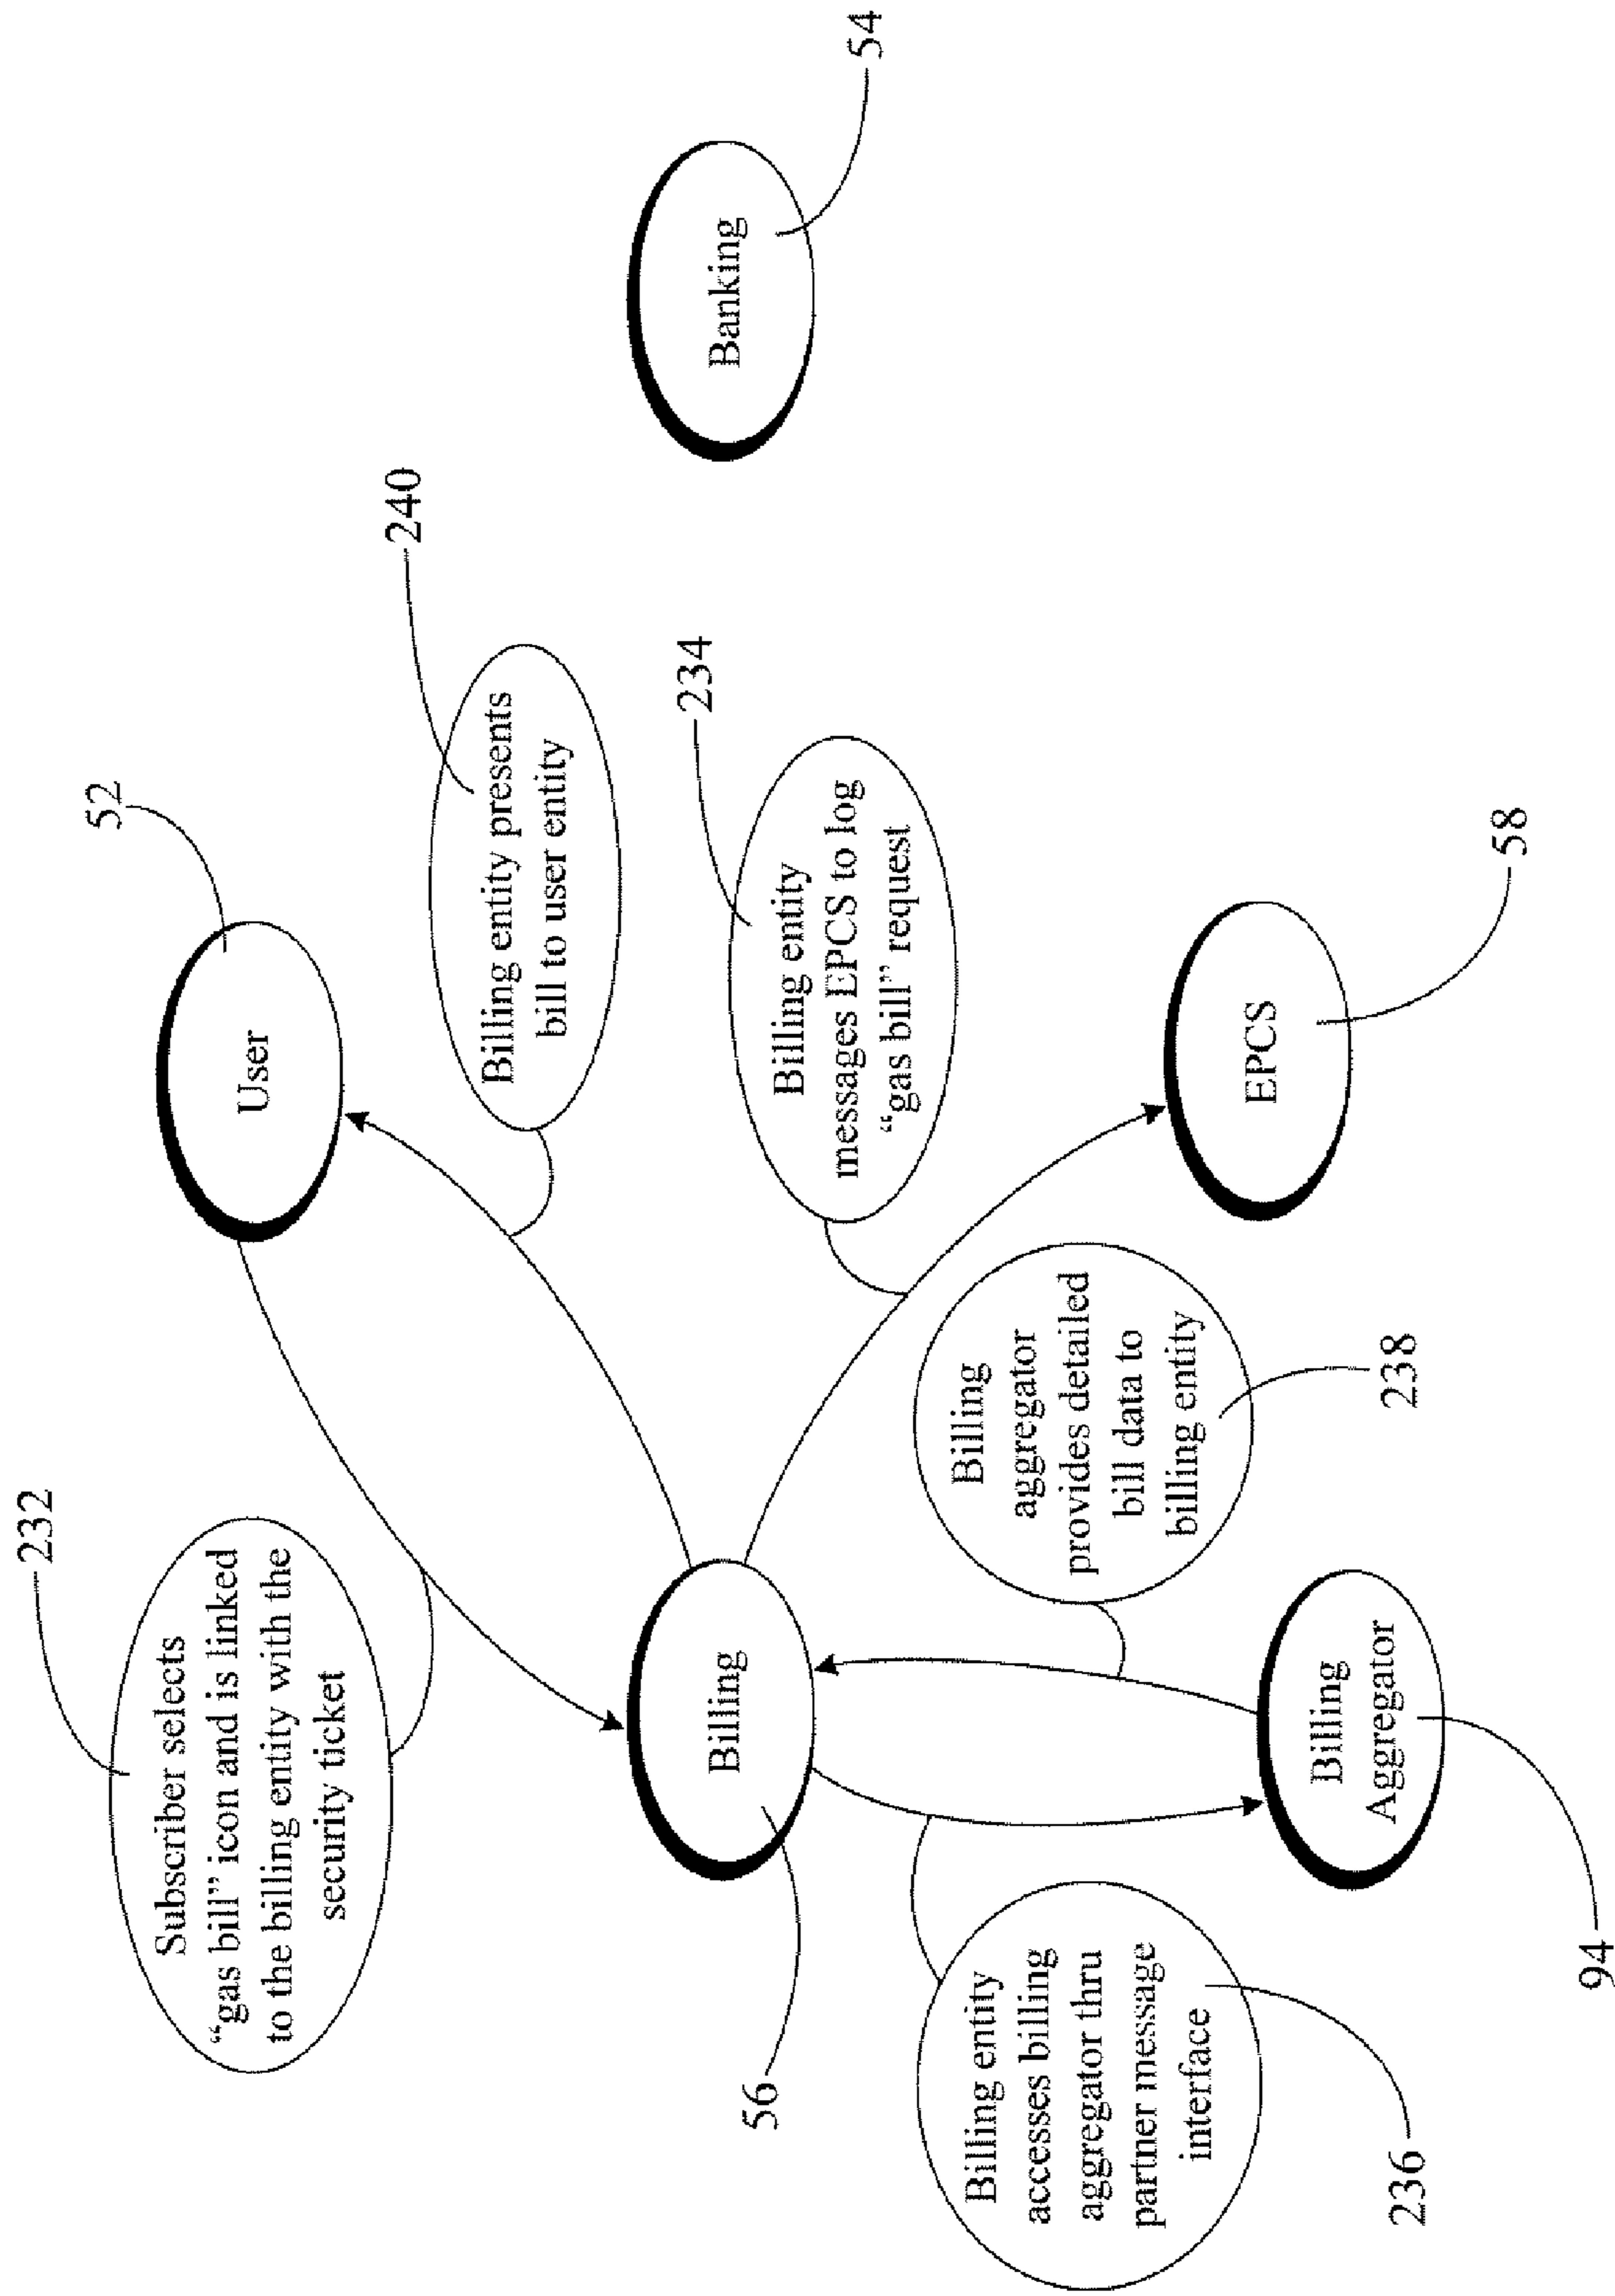 232
Subscriber selects
“gas bill” icon and is linked
to the billing entity with the
security ticket
52
User
240
Billing entity presents
bill to user entity
56
Billing
234
Billing entity
messages EPCS to log
“gas bill” request
Banking
54
236
Billing entity
accesses billing
aggregator thru
partner message
interface
Billing
aggregator
provides detailed
bill data to
billing entity
238
94
Billing
Aggregator
EPCS
58